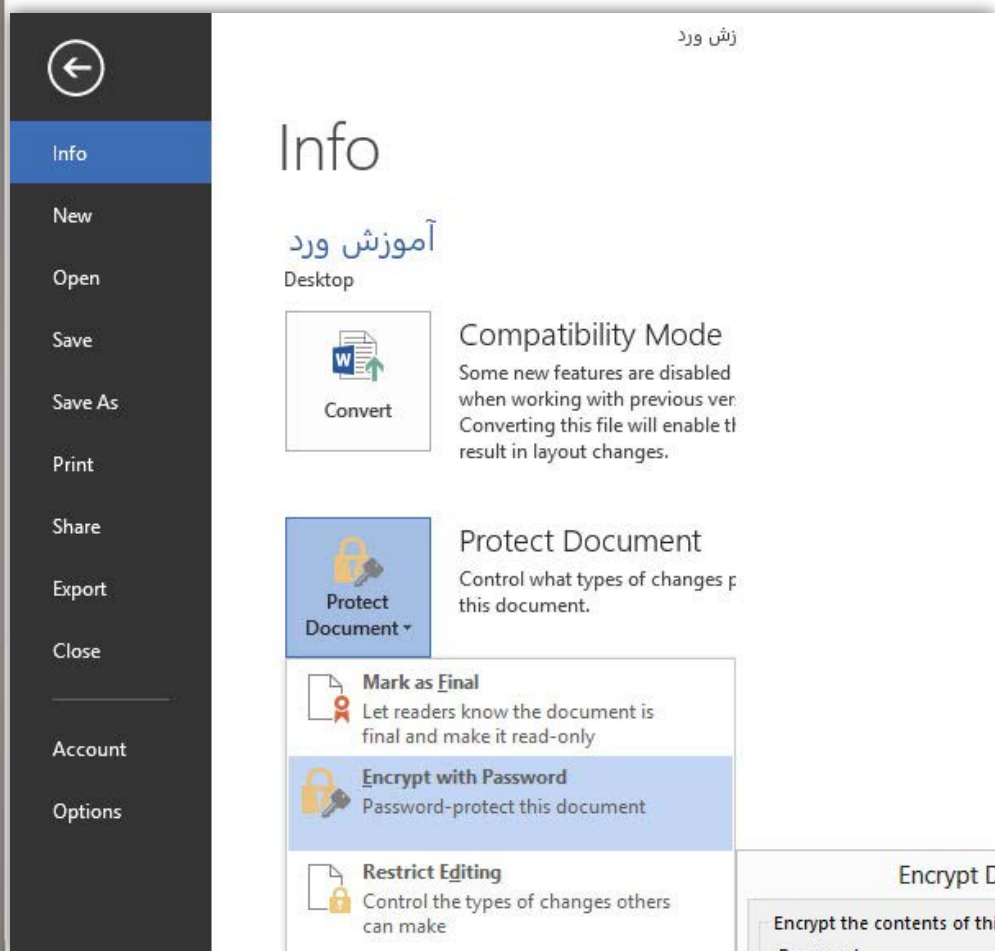 زش ورد
Info
New
Open
Save
Save As
Print
Share
Export
Close
Account
Options
Info
آموزش ورد
Desktop
Convert
Compatibility Mode
Some new features are disabled
when working with previous ver
Converting this file will enable th
result in layout changes.
Protect
Document
Protect Document
Control what types of changes p
this document.
Mark as Final
Let readers know the document is
final and make it read-only
Encrypt with Password
Password-protect this document
Restrict Editing
Control the types of changes others
can make
Encrypt D
Encrypt the contents of thi